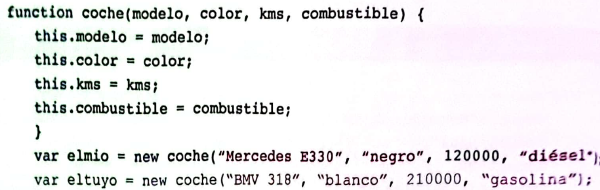 function coche(modelo, color, kms, combustible) {
this.modelo = modelo;
this.color = color;
this.kms = kms;
this.combustible = combustible;
}
var elmio = new coche("Mercedes E330", "negro", 120000, "diésel");
var eltuyo = new coche("BMV 318", "blanco", 210000, "gasolina");